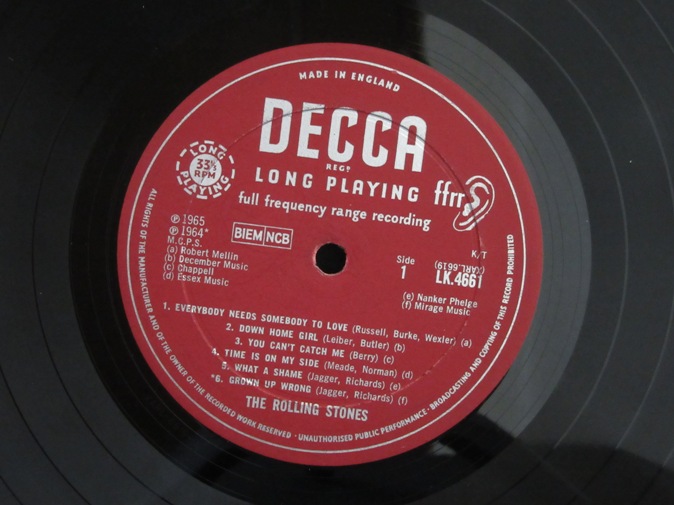 MADE IN ENGLAND
DECCA
REGD
LONG PLAYING
ffrr
full frequency range recording
LONG PLAYING
33⅓
RPM
℗ 1965
℗ 1964*
M.C.P.S.
(a) Robert Mellin
(b) December Music
(c) Chappell
(d) Essex Music
BIEM NCB
Side
1
K/T
(XARL.6619)
LK.4661
(e) Nanker Phelge
(f) Mirage Music
1. EVERYBODY NEEDS SOMEBODY TO LOVE (Russell, Burke, Wexler) (a)
2. DOWN HOME GIRL (Leiber, Butler) (b)
3. YOU CAN'T CATCH ME (Berry) (c)
4. TIME IS ON MY SIDE (Meade, Norman) (d)
5. WHAT A SHAME (Jagger, Richards) (e)
*6. GROWN UP WRONG (Jagger, Richards) (f)
THE ROLLING STONES
ALL RIGHTS OF THE MANUFACTURER AND OF THE OWNER OF THE RECORDED WORK RESERVED · UNAUTHORISED PUBLIC PERFORMANCE · BROADCASTING AND COPYING OF THIS RECORD PROHIBITED